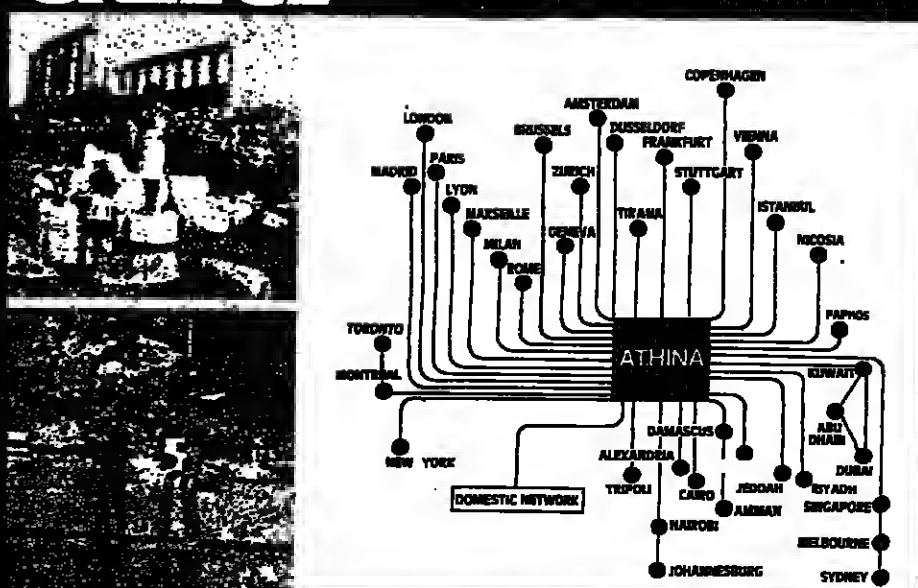 COPENHAGEN
AMSTERDAM
LONDON
BRUSSELS
DUSSELDORF
FRANKFURT
VIENNA
PARIS
MADRID
ZURICH
STUTTGART
LYON
MARSEILLE
TIRANA
ISTANBUL
GENEVA
MILAN
NICOSIA
ROME
PAPHOS
TORONTO
ATHINA
MONTREAL
KUWAIT
ABU
DHABI
DAMASCUS
NEW YORK
ALEXANDRIA
DUBAI
TRIPOLI
CAIRO
JEDDAH
RIYADH
DOMESTIC NETWORK
AMMAN
SINGAPORE
NAIROBI
MELBOURNE
JOHANNESBURG
SYDNEY